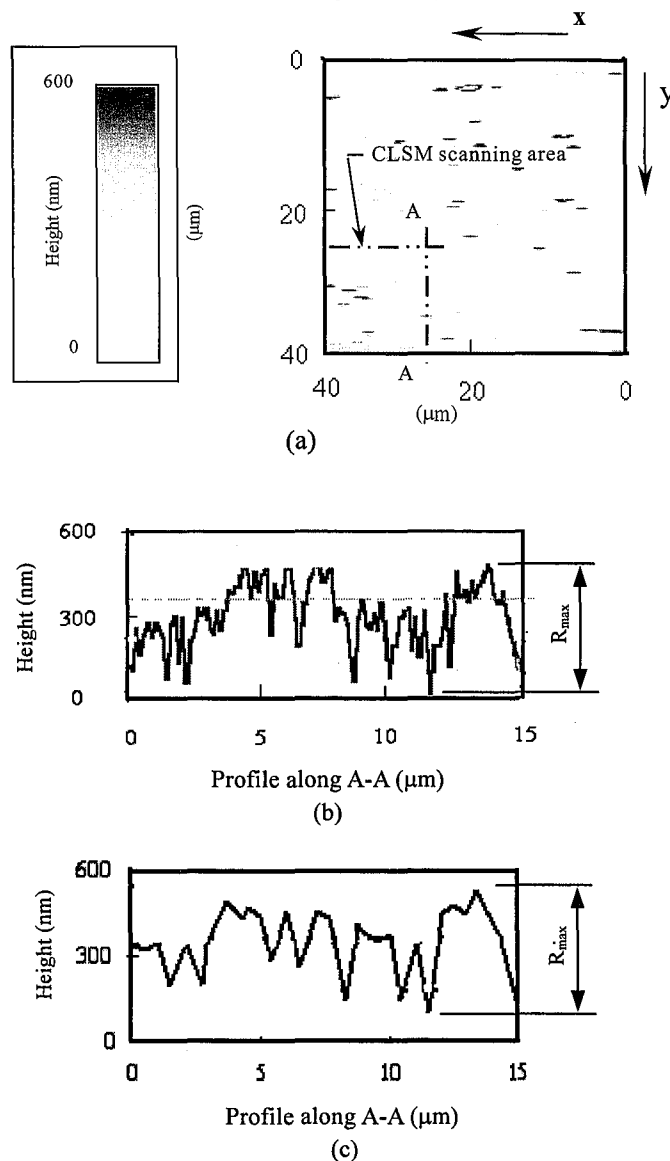 x
600
Height (nm)
0
(μm)
0
20
40
y
CLSM scanning area
A
A
40
20
0
(μm)
(a)
600
300
0
Height (nm)
Rmax
0
5
10
15
Profile along A-A (μm)
(b)
600
300
0
Height (nm)
Rmax
0
5
10
15
Profile along A-A (μm)
(c)